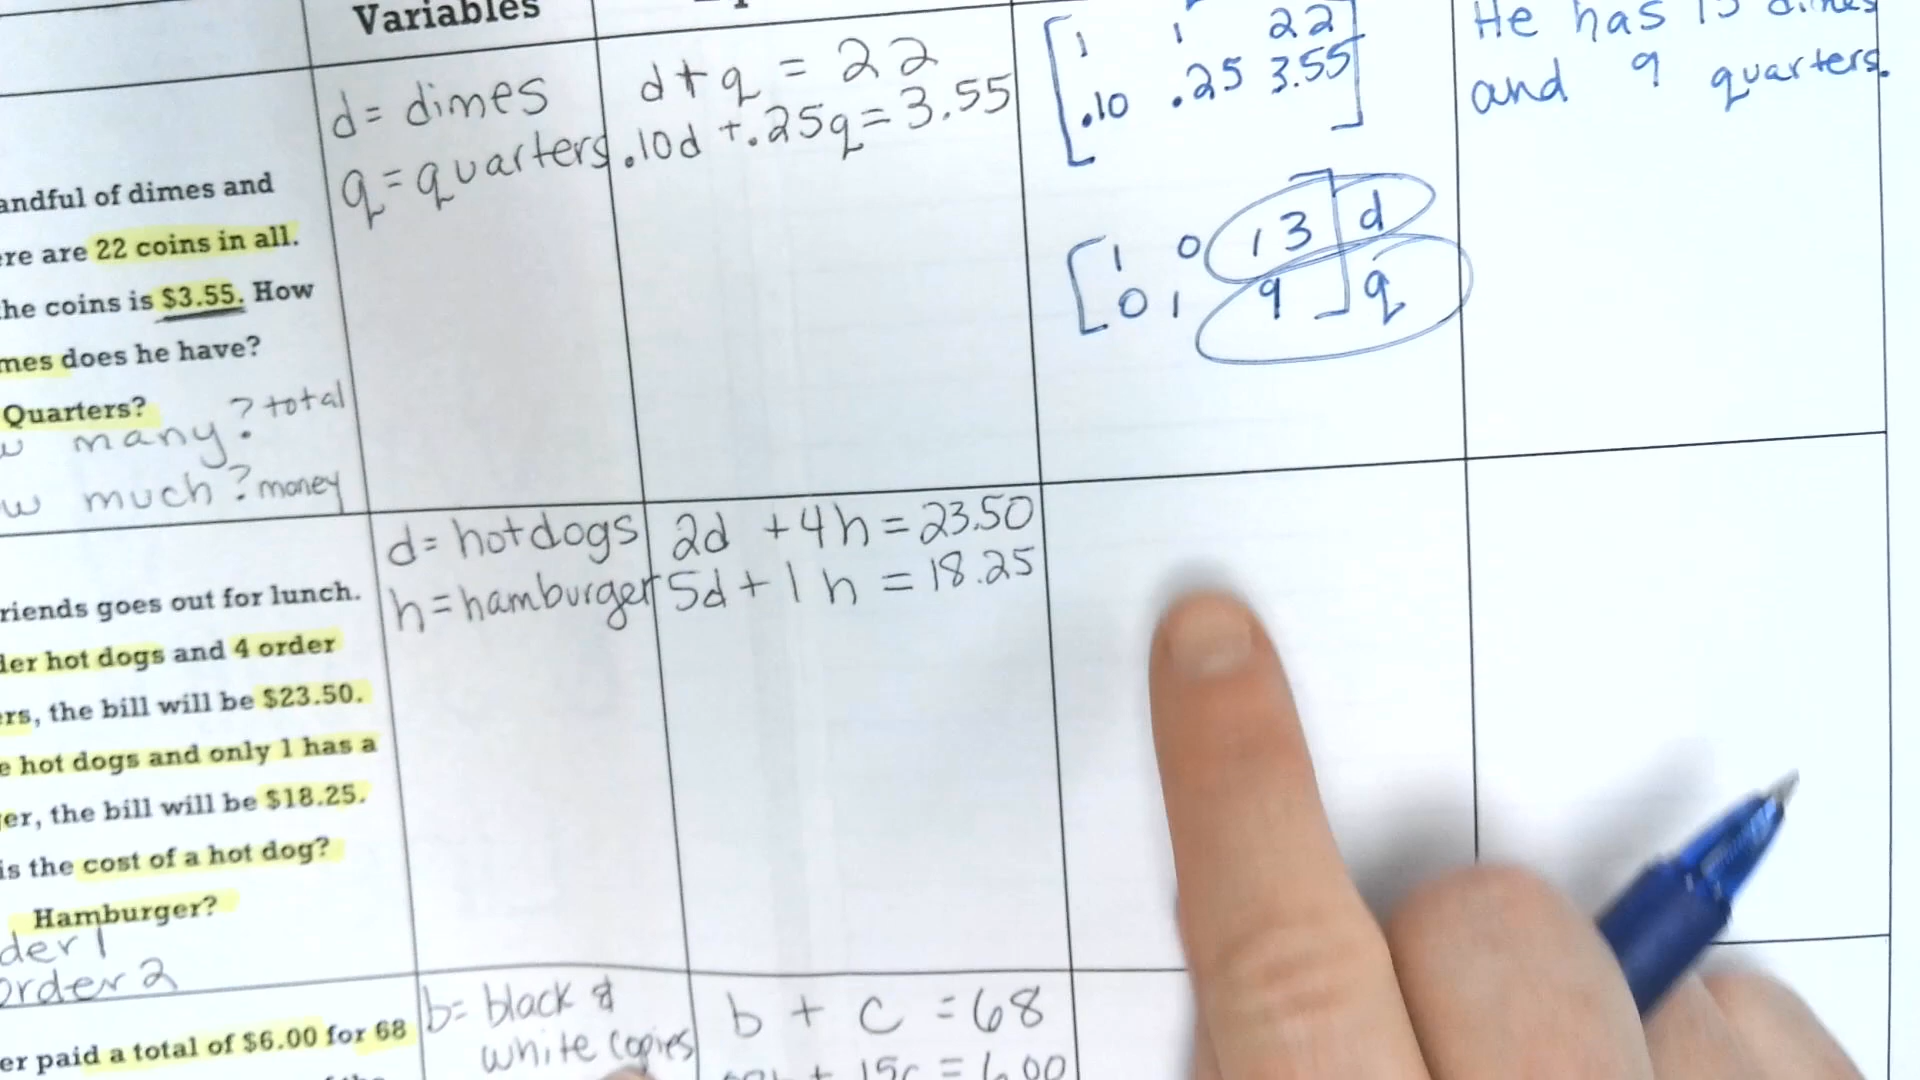 Variables
d = dimes
q = quarters
d + q = 22
.10d + .25q = 3.55
1 1 22
.10 .25 3.55
1 0 13 d
0 1 9 q
He has 13 dimes
and 9 quarters.
andful of dimes and
re are 22 coins in all.
he coins is $3.55. How
mes does he have?
Quarters?
w many? total
w much? money
d = hotdogs
h = hamburger
2d + 4h = 23.50
5d + 1h = 18.25
riends goes out for lunch.
der hot dogs and 4 order
ers, the bill will be $23.50.
e hot dogs and only 1 has a
er, the bill will be $18.25.
is the cost of a hot dog?
Hamburger?
der 1
order 2
b = black &
white copies
b + c = 68
15c = 6.00
er paid a total of $6.00 for 68